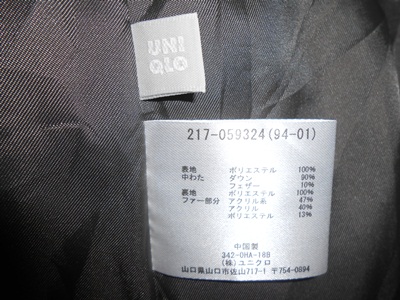 UNI
QLO
217-059324(94-01)
表地 ポリエステル 100%
中わた ダウン 90%
フェザー 10%
裏地 ポリエステル 100%
ファー部分 アクリル系 47%
アクリル 40%
ポリエステル 13%
中国製
342-DHA-18B
(株)ユニクロ
山口県山口市佐山717-1 〒754-0894